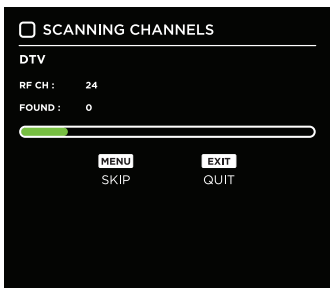 SCANNING CHANNELS
DTV
RF CH : 24
FOUND : 0
MENU EXIT
SKIP QUIT